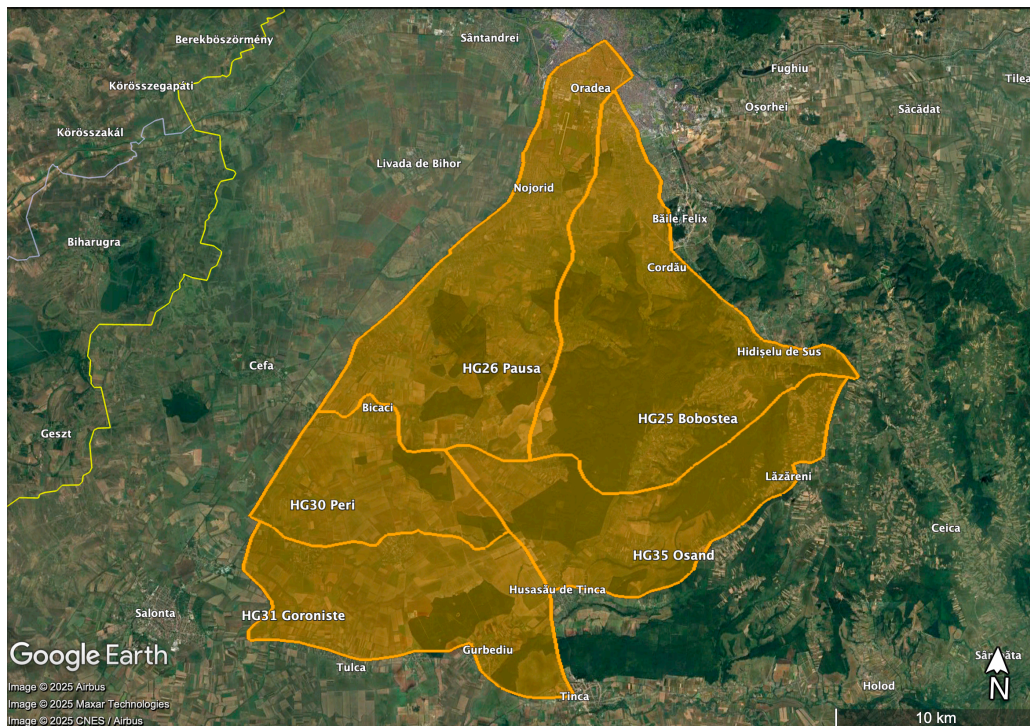 Berekböszörmény
Sântandrei
Fughiu
Tilea
Körösszegapáti
Oradea
Oșorhei
Săcădat
Körösszakál
Livada de Bihor
Nojorid
Băile Felix
Biharugra
Cordău
Hidișelu de Sus
Cefa
HG26 Pausa
Bicaci
HG25 Bobostea
Geszt
Lăzăreni
HG30 Peri
Ceica
HG35 Osand
Husasău de Tinca
Salonta
HG31 Goroniste
Google Earth
Gurbediu
Tulca
Holod
Tinca
N
Image © 2025 Airbus
Image © 2025 Maxar Technologies
Image © 2025 CNES / Airbus
10 km